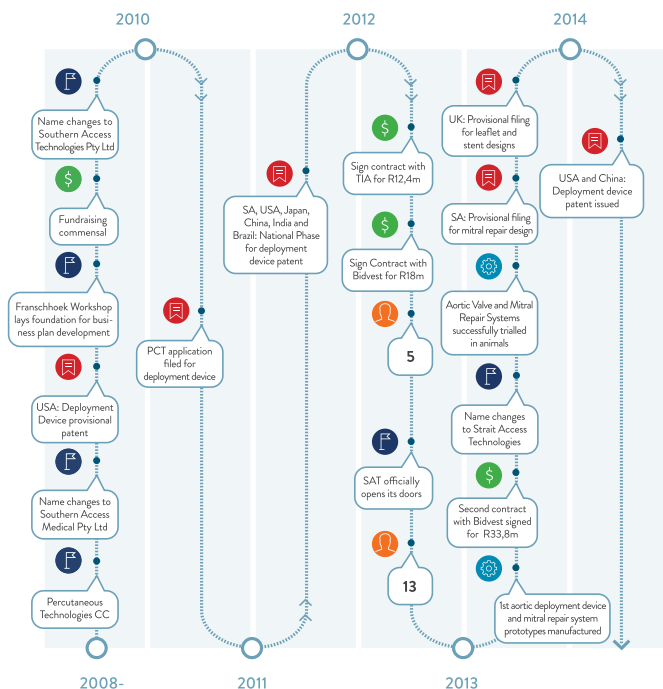 2010
2012
2014
Name changes to
Southern Access
Technologies Pty Ltd
Fundraising
commensal
Franschhoek Workshop
lays foundation for busi-
ness plan development
USA: Deployment
Device provisional
patent
Name changes to
Southern Access
Medical Pty Ltd
Percutaneous
Technologies CC
PCT application
filed for
deployment device
SA, USA, Japan,
China, India and
Brazil: National Phase
for deployment
device patent
Sign contract with
TIA for R12,4m
Sign Contract with
Bidvest for R18m
5
SAT officially
opens its doors
13
UK: Provisional filing
for leaflet and
stent designs
SA: Provisional filing
for mitral repair design
Aortic Valve and Mitral
Repair Systems
successfully trialled
in animals
Name changes
to Strait Access
Technologies
Second contract
with Bidvest signed
for R33,8m
1st aortic deployment device
and mitral repair system
prototypes manufactured
USA and China:
Deployment device
patent issued
2008-
2011
2013